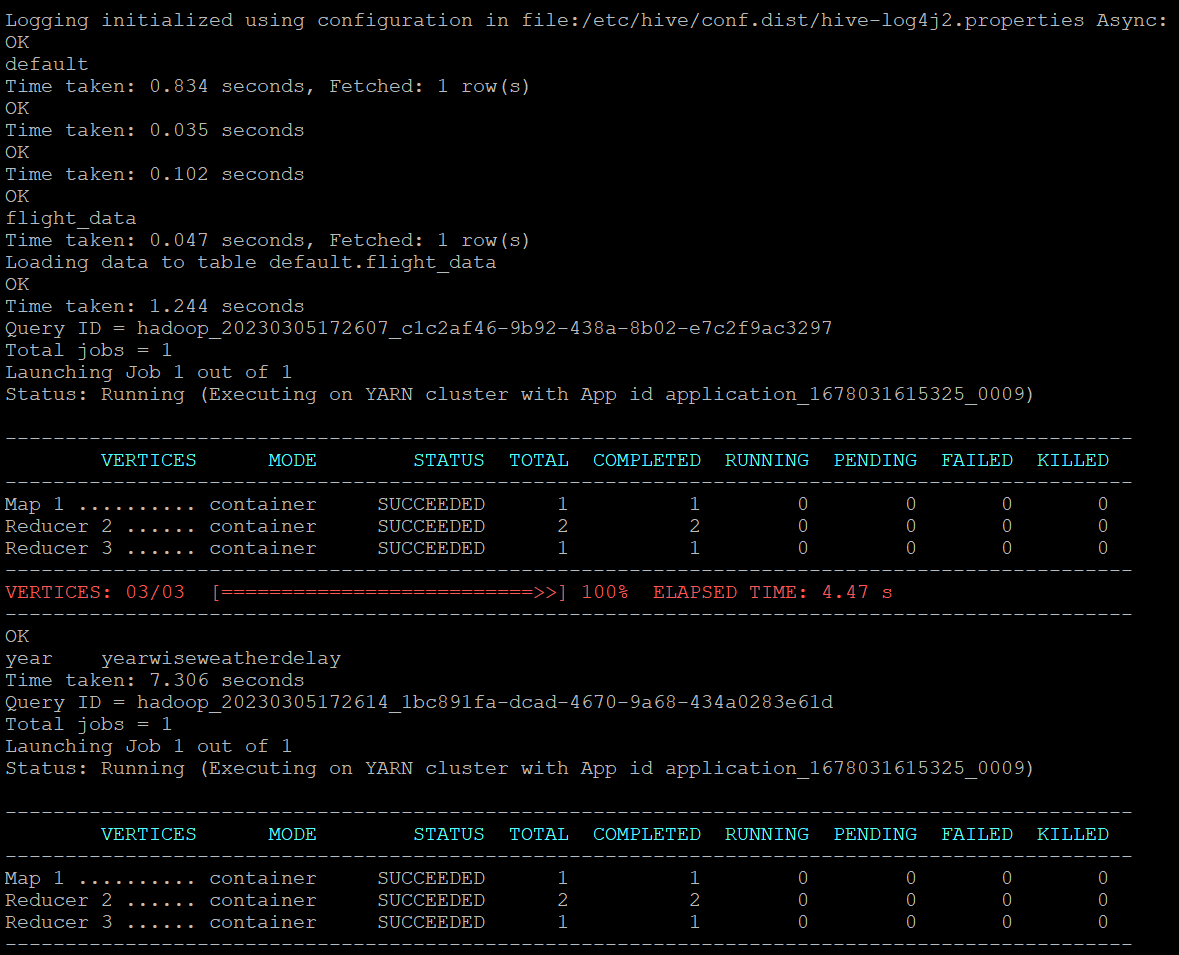 Logging initialized using configuration in file:/etc/hive/conf.dist/hive-log4j2.properties Async:
OK
default
Time taken: 0.834 seconds, Fetched: 1 row(s)
OK
Time taken: 0.035 seconds
OK
Time taken: 0.102 seconds
OK
flight_data
Time taken: 0.047 seconds, Fetched: 1 row(s)
Loading data to table default.flight_data
OK
Time taken: 1.244 seconds
Query ID = hadoop_20230305172607_c1c2af46-9b92-438a-8b02-e7c2f9ac3297
Total jobs = 1
Launching Job 1 out of 1
Status: Running (Executing on YARN cluster with App id application_1678031615325_0009)
----------------------------------------------------------------------------------------------
        VERTICES      MODE        STATUS  TOTAL  COMPLETED  RUNNING  PENDING  FAILED  KILLED
----------------------------------------------------------------------------------------------
Map 1 .......... container     SUCCEEDED      1          1        0        0       0       0
Reducer 2 ...... container     SUCCEEDED      2          2        0        0       0       0
Reducer 3 ...... container     SUCCEEDED      1          1        0        0       0       0
----------------------------------------------------------------------------------------------
VERTICES: 03/03  [==========================>>] 100%  ELAPSED TIME: 4.47 s
----------------------------------------------------------------------------------------------
OK
year    yearwiseweatherdelay
Time taken: 7.306 seconds
Query ID = hadoop_20230305172614_1bc891fa-dcad-4670-9a68-434a0283e61d
Total jobs = 1
Launching Job 1 out of 1
Status: Running (Executing on YARN cluster with App id application_1678031615325_0009)
----------------------------------------------------------------------------------------------
        VERTICES      MODE        STATUS  TOTAL  COMPLETED  RUNNING  PENDING  FAILED  KILLED
----------------------------------------------------------------------------------------------
Map 1 .......... container     SUCCEEDED      1          1        0        0       0       0
Reducer 2 ...... container     SUCCEEDED      2          2        0        0       0       0
Reducer 3 ...... container     SUCCEEDED      1          1        0        0       0       0
----------------------------------------------------------------------------------------------